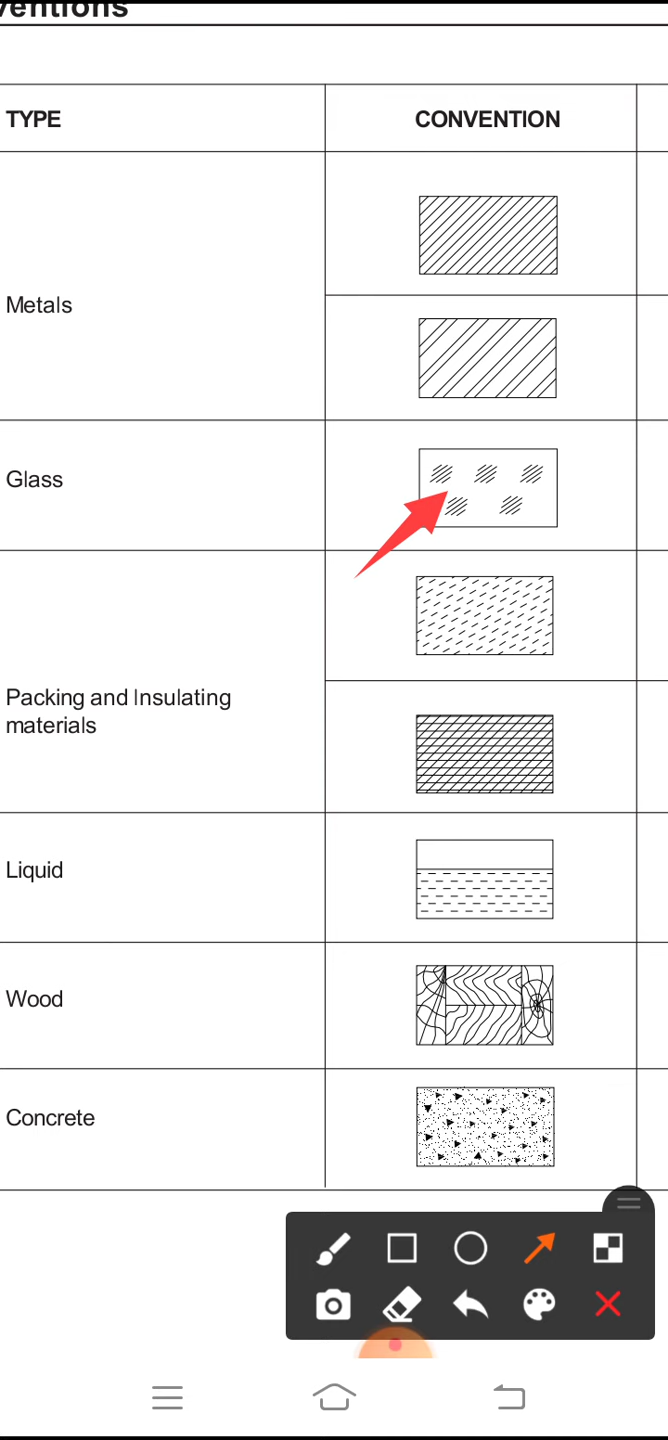 ventions
TYPE
CONVENTION
Metals
Glass
Packing and Insulating
materials
Liquid
Wood
Concrete